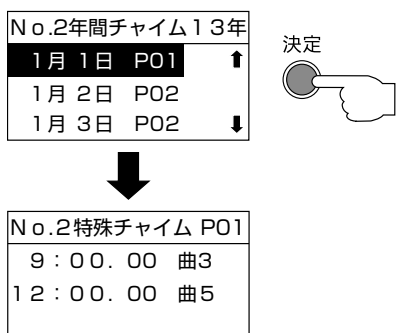 No.2年間チャイム13年
1月 1日 P01 ⬆
1月 2日 P02
1月 3日 P02 ⬇
決定
No.2特殊チャイム P01
9:00.00 曲3
12:00.00 曲5